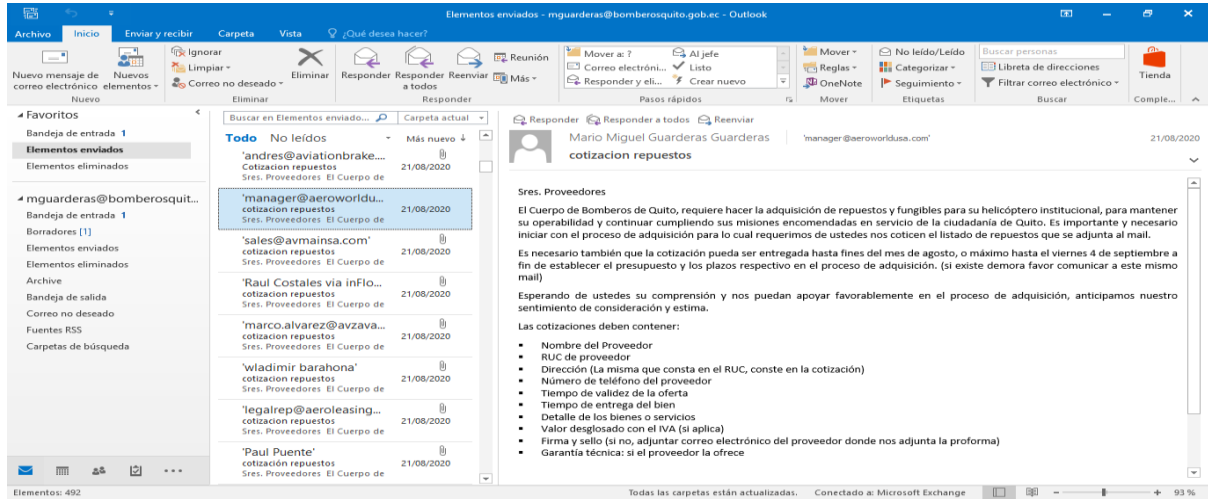 Elementos enviados - mguarderas@bomberosquito.gob.ec - Outlook
Archivo Inicio Enviar y recibir Carpeta Vista ¿Qué desea hacer?
Nuevo mensaje de correo electrónico
Nuevos elementos
Nuevo
Ignorar
Limpiar
Correo no deseado
Eliminar
Eliminar
Responder
Responder a todos
Reenviar
Reunión
Más
Responder
Mover a: ?
Correo electróni...
Responder y eli...
Al jefe
Listo
Crear nuevo
Pasos rápidos
Mover
Reglas
OneNote
Mover
No leído/Leído
Categorizar
Seguimiento
Etiquetas
Buscar personas
Libreta de direcciones
Filtrar correo electrónico
Buscar
Tienda
Comple...
Favoritos
Bandeja de entrada 1
Elementos enviados
Elementos eliminados
mguarderas@bomberosquit...
Bandeja de entrada 1
Borradores [1]
Elementos enviados
Elementos eliminados
Archive
Bandeja de salida
Correo no deseado
Fuentes RSS
Carpetas de búsqueda
Buscar en Elementos enviado... Carpeta actual
Todo No leídos Más nuevo ↓
'andres@aviationbrake....
Cotizacion repuestos 21/08/2020
Sres. Proveedores El Cuerpo de
'manager@aeroworldu...
cotizacion repuestos 21/08/2020
Sres. Proveedores El Cuerpo de
'sales@avmainsa.com'
cotizacion repuestos 21/08/2020
Sres. Proveedores El Cuerpo de
'Raul Costales via inFlo...
cotizacion repuestos 21/08/2020
Sres. Proveedores El Cuerpo de
'marco.alvarez@avzava...
cotizacion repuestos 21/08/2020
Sres. Proveedores El Cuerpo de
'wladimir barahona'
cotizacion repuestos 21/08/2020
Sres. Proveedores El Cuerpo de
'legalrep@aeroleasing...
cotizacion repuestos 21/08/2020
Sres. Proveedores El Cuerpo de
'Paul Puente'
cotización repuestos 21/08/2020
Sres. Proveedores El Cuerpo de
Responder Responder a todos Reenviar
Mario Miguel Guarderas Guarderas 'manager@aeroworldusa.com' 21/08/2020
cotizacion repuestos
Sres. Proveedores
El Cuerpo de Bomberos de Quito, requiere hacer la adquisición de repuestos y fungibles para su helicóptero institucional, para mantener
su operabilidad y continuar cumpliendo sus misiones encomendadas en servicio de la ciudadanía de Quito. Es importante y necesario
iniciar con el proceso de adquisición para lo cual requerimos de ustedes nos coticen el listado de repuestos que se adjunta al mail.
Es necesario también que la cotización pueda ser entregada hasta fines del mes de agosto, o máximo hasta el viernes 4 de septiembre a
fin de establecer el presupuesto y los plazos respectivo en el proceso de adquisición. (si existe demora favor comunicar a este mismo
mail)
Esperando de ustedes su comprensión y nos puedan apoyar favorablemente en el proceso de adquisición, anticipamos nuestro
sentimiento de consideración y estima.
Las cotizaciones deben contener:
▪ Nombre del Proveedor
▪ RUC de proveedor
▪ Dirección (La misma que consta en el RUC, conste en la cotización)
▪ Número de teléfono del proveedor
▪ Tiempo de validez de la oferta
▪ Tiempo de entrega del bien
▪ Detalle de los bienes o servicios
▪ Valor desglosado con el IVA (si aplica)
▪ Firma y sello (si no, adjuntar correo electrónico del proveedor donde nos adjunta la proforma)
▪ Garantía técnica: si el proveedor la ofrece
Elementos: 492 Todas las carpetas están actualizadas. Conectado a: Microsoft Exchange 93 %